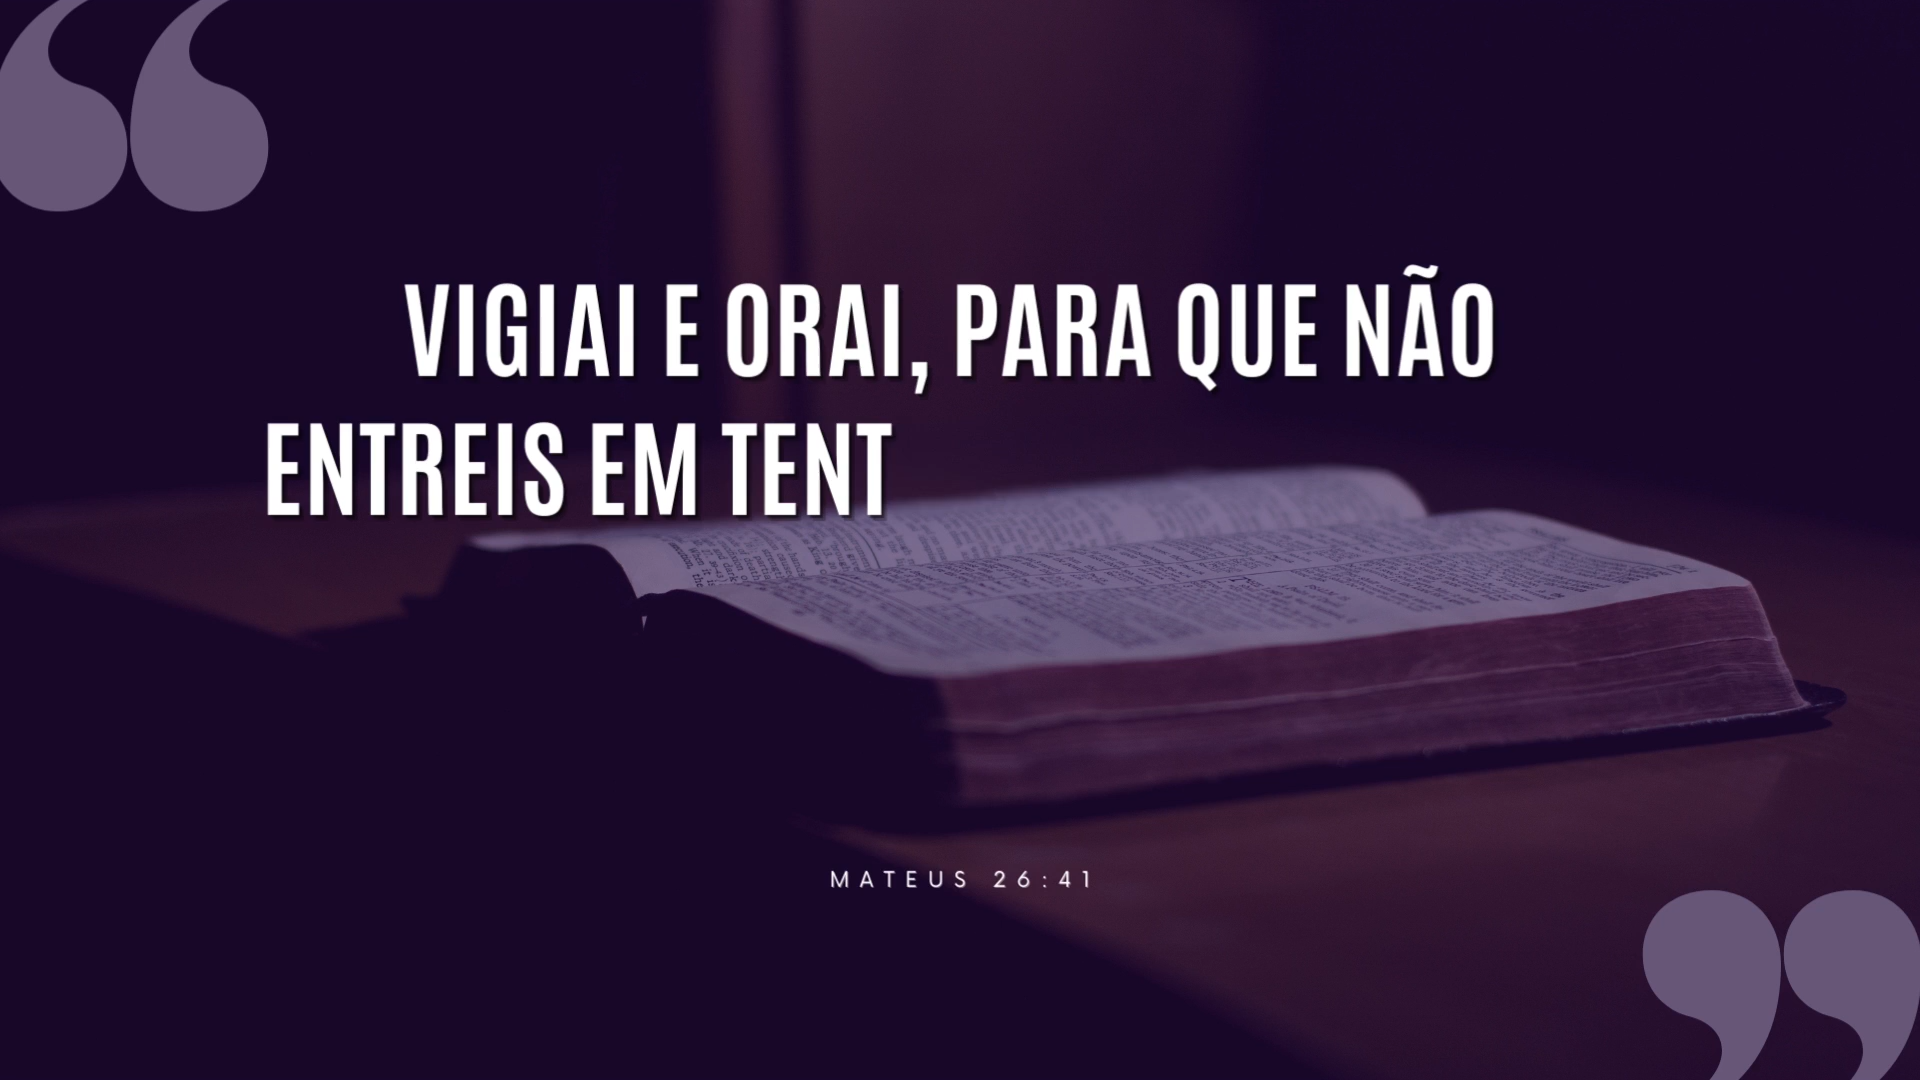 VIGIAI E ORAI, PARA QUE NÃO
ENTREIS EM TENT
MATEUS 26:41